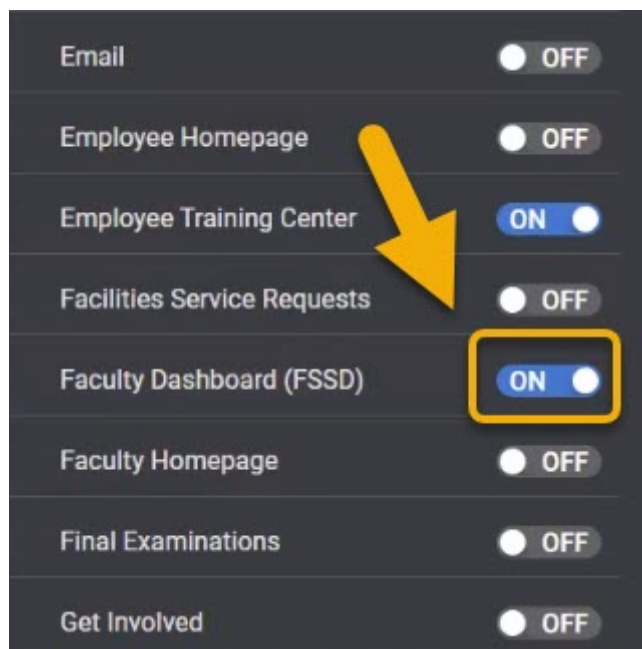 Email OFF
Employee Homepage OFF
Employee Training Center ON
Facilities Service Requests OFF
Faculty Dashboard (FSSD) ON
Faculty Homepage OFF
Final Examinations OFF
Get Involved OFF